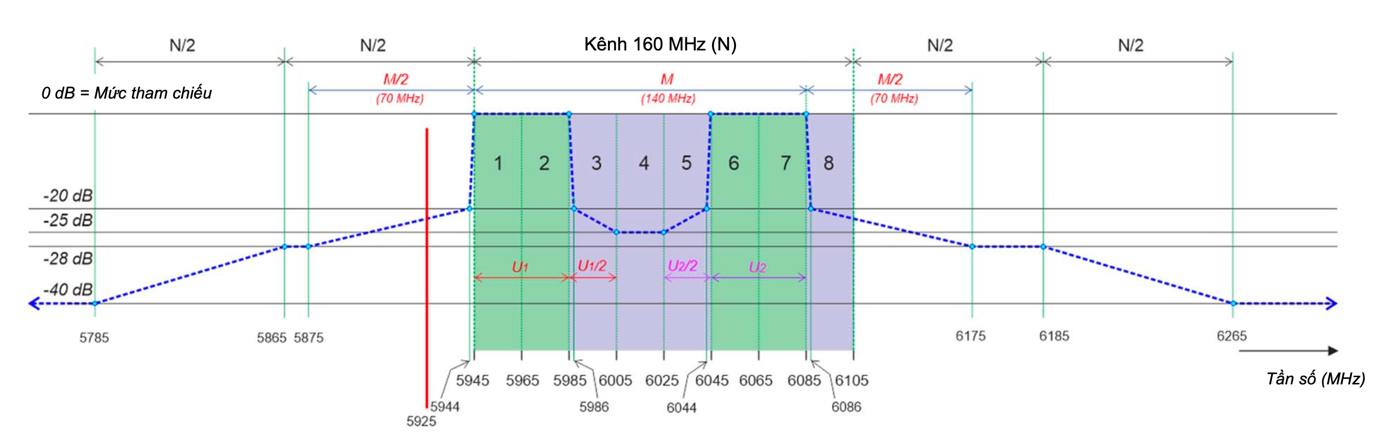 N/2
N/2
Kênh 160 MHz (N)
N/2
N/2
0 dB = Mức tham chiếu
M/2
(70 MHz)
M
(140 MHz)
M/2
(70 MHz)
1
2
3
4
5
6
7
8
-20 dB
-25 dB
-28 dB
-40 dB
U1
U1/2
U2/2
U2
5785
5865
5875
6175
6185
6265
5945
5965
5985
6005
6025
6045
6065
6085
6105
Tần số (MHz)
5944
5925
5986
6044
6086